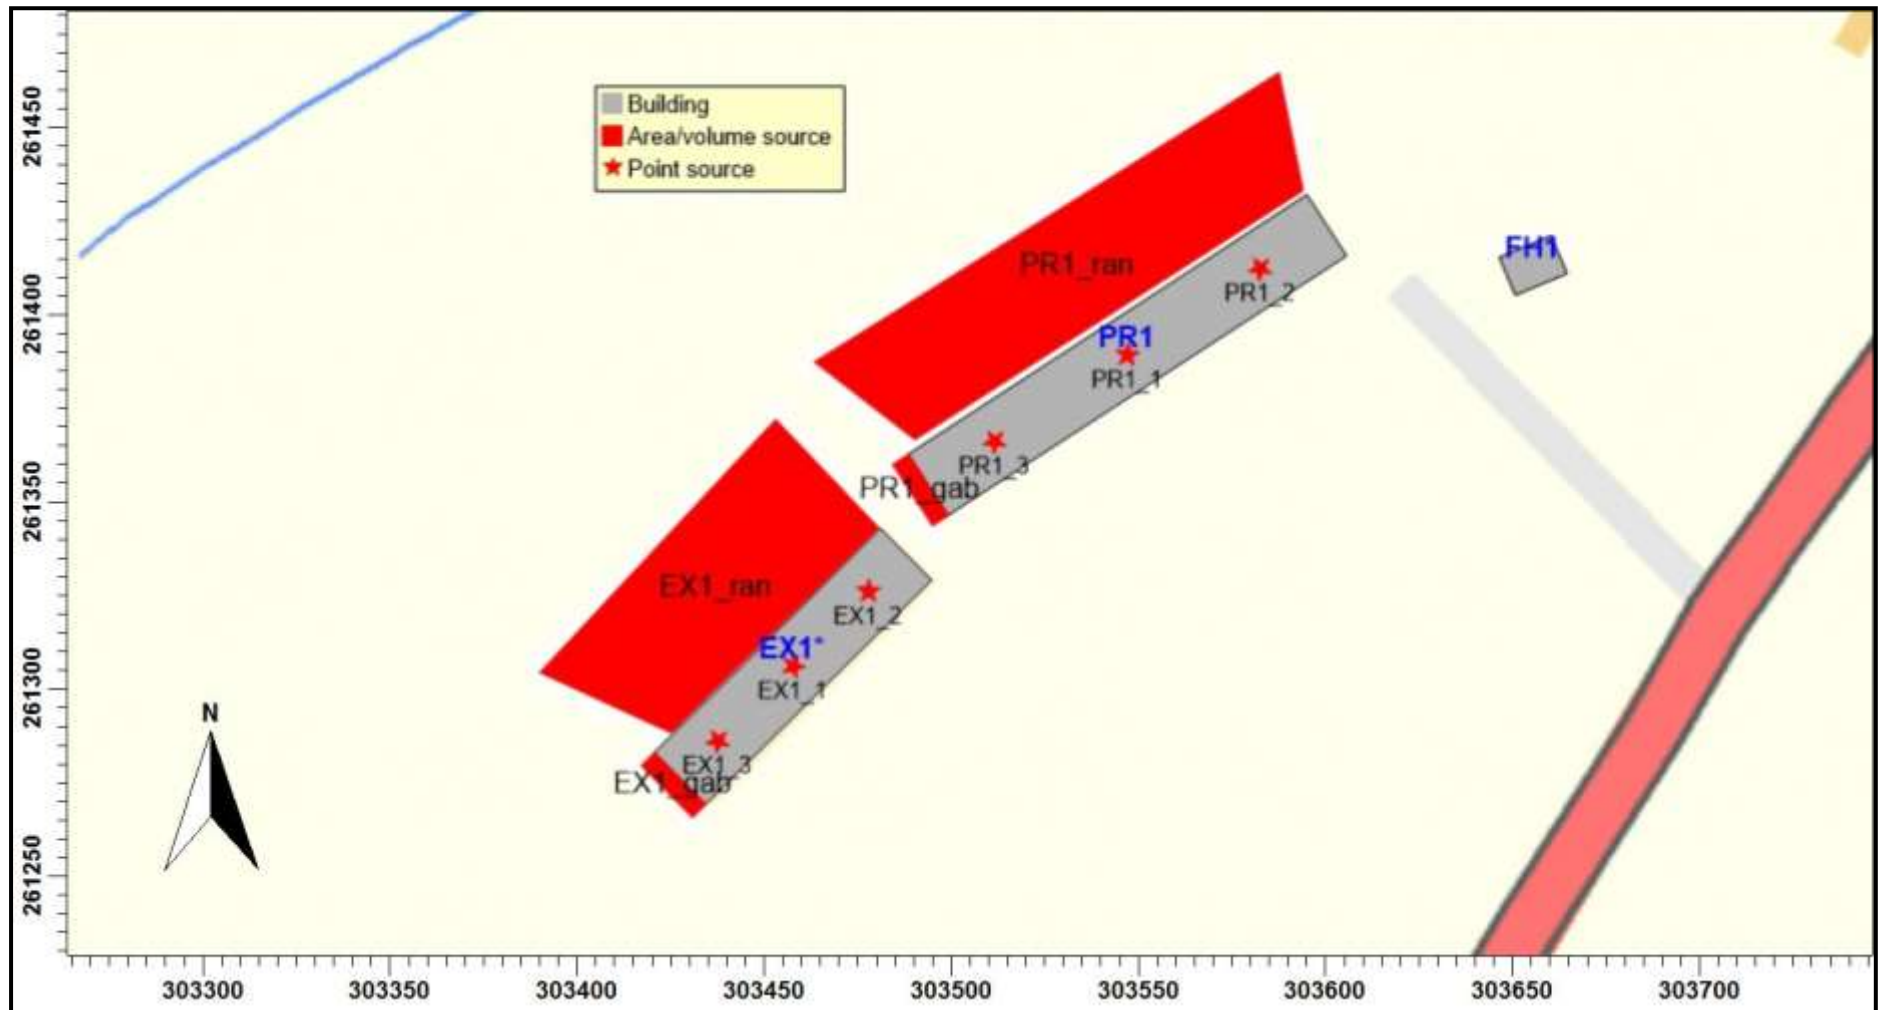 Building
Area/volume source
Point source
PR1_ran
PR1_2
FH1
PR1
PR1_1
PR1_3
PR1_gab
EX1_ran
EX1_2
EX1*
EX1_1
EX1_3
EX1_gab
N
261450
261400
261350
261300
261250
303300 303350 303400 303450 303500 303550 303600 303650 303700